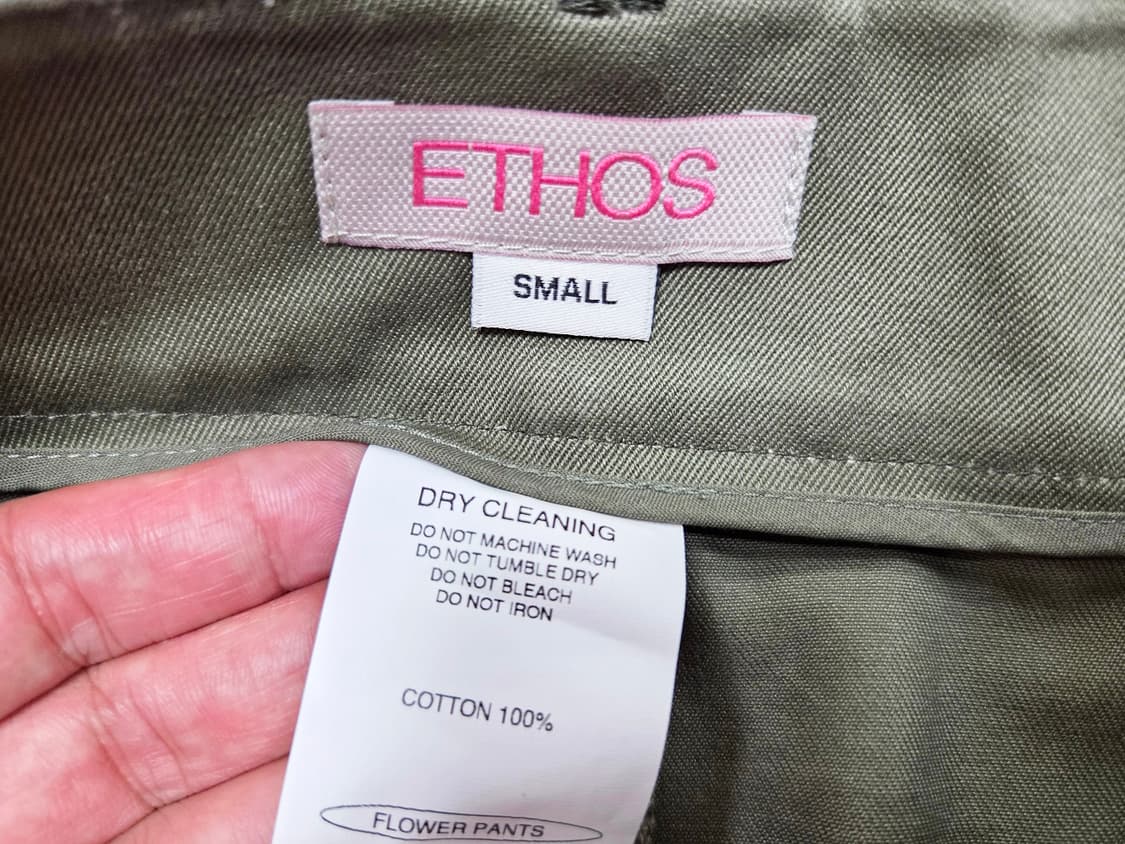 ETHOS
SMALL
DRY CLEANING
DO NOT MACHINE WASH
DO NOT TUMBLE DRY
DO NOT BLEACH
DO NOT IRON
COTTON 100%
FLOWER PANTS